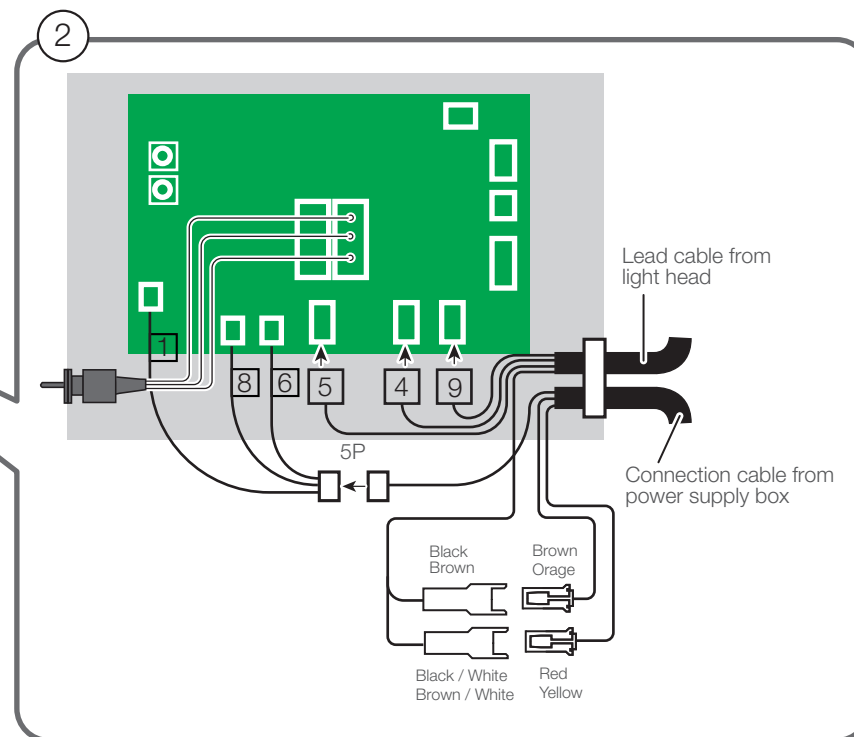 2
Lead cable from
light head
1
8
6
5
4
9
5P
Connection cable from
power supply box
Black
Brown
Brown
Orage
Black / White
Brown / White
Red
Yellow